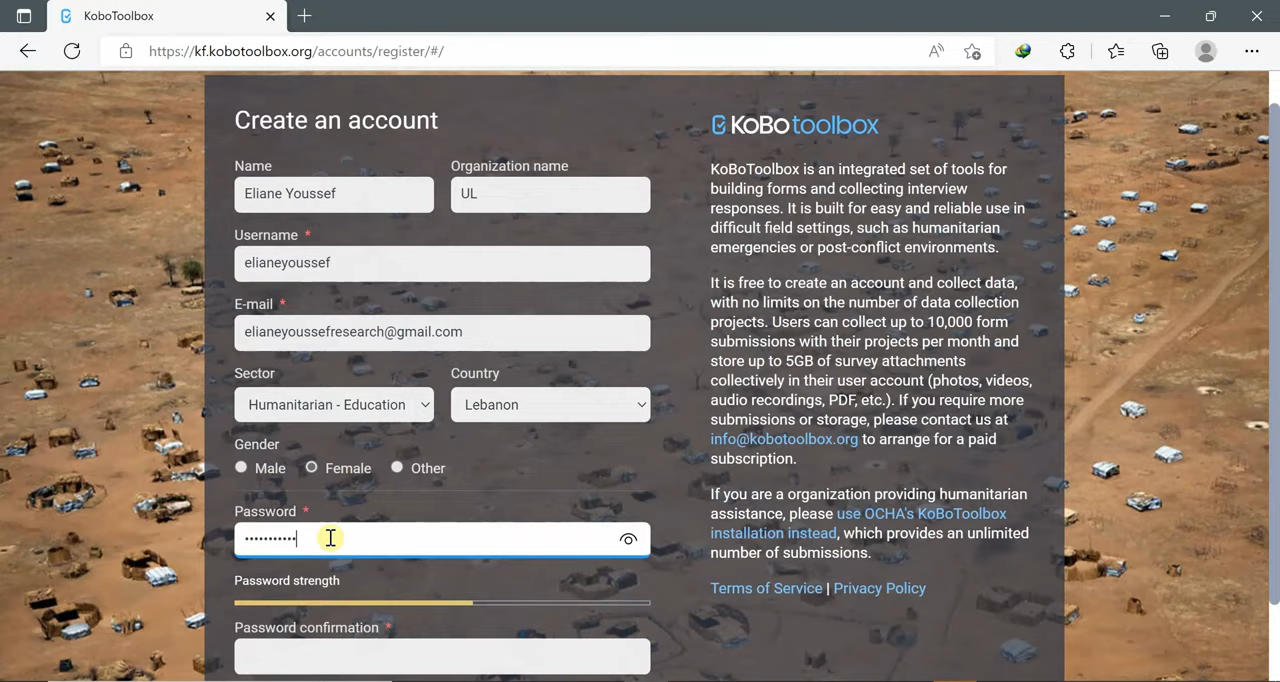 KoboToolbox
https://kf.kobotoolbox.org/accounts/register/#/
Create an account
Name
Organization name
Eliane Youssef
UL
Username *
elianeyoussef
E-mail *
elianeyoussefresearch@gmail.com
Sector
Country
Humanitarian - Education
Lebanon
Gender
Male
Female
Other
Password *
•••••••••••
Password strength
Password confirmation *
KoBotoolbox
KoBoToolbox is an integrated set of tools for
building forms and collecting interview
responses. It is built for easy and reliable use in
difficult field settings, such as humanitarian
emergencies or post-conflict environments.
It is free to create an account and collect data,
with no limits on the number of data collection
projects. Users can collect up to 10,000 form
submissions with their projects per month and
store up to 5GB of survey attachments
collectively in their user account (photos, videos,
audio recordings, PDF, etc.). If you require more
submissions or storage, please contact us at
info@kobotoolbox.org to arrange for a paid
subscription.
If you are a organization providing humanitarian
assistance, please use OCHA's KoBoToolbox
installation instead, which provides an unlimited
number of submissions.
Terms of Service | Privacy Policy